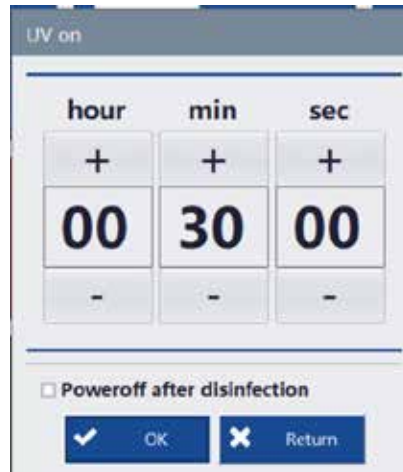 UV on
hour min sec
+ + +
00 30 00
- - -
Poweroff after disinfection
OK Return